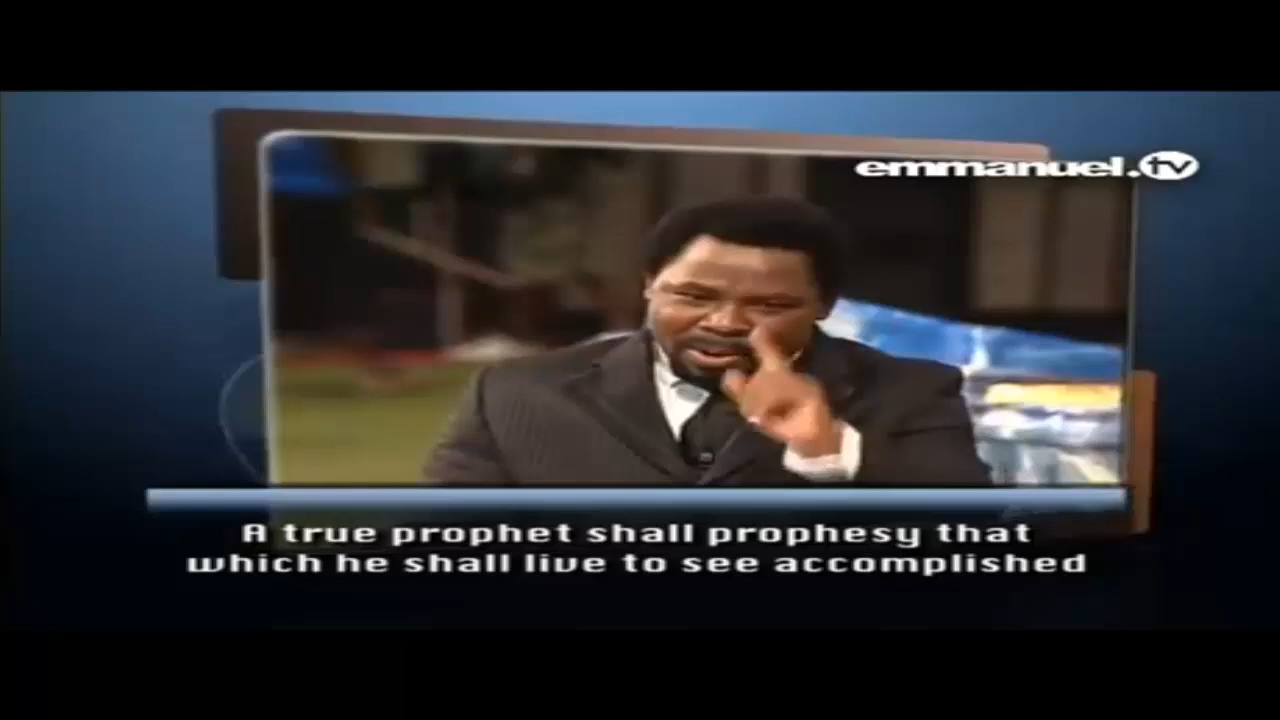 emmanuel.tv
A true prophet shall prophesy that
which he shall live to see accomplished